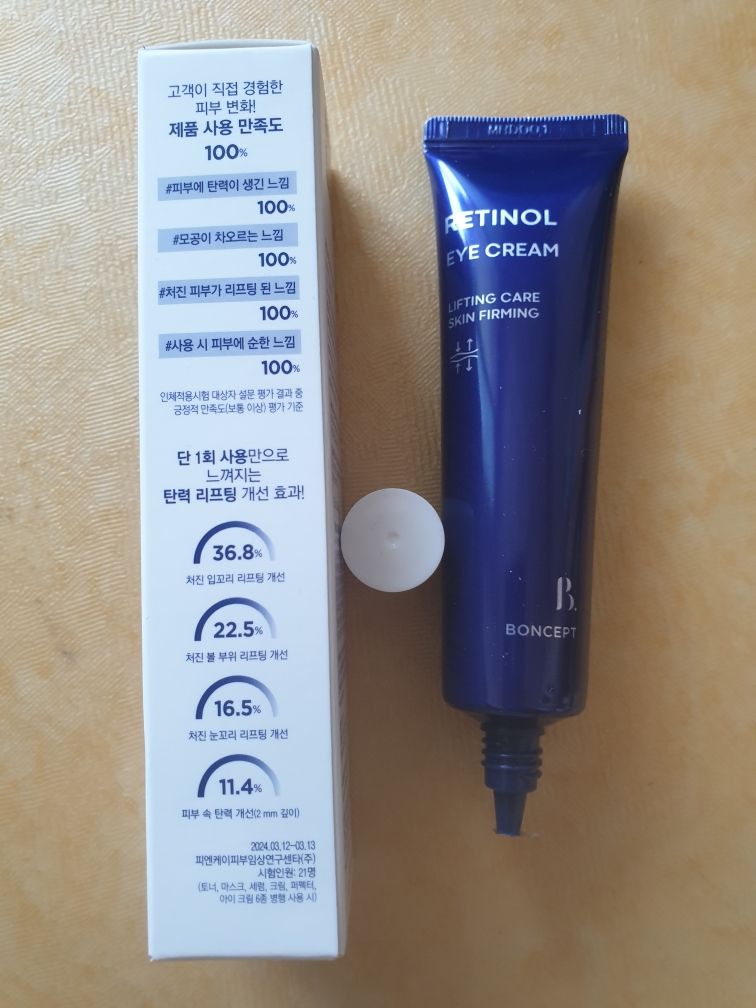 고객이 직접 경험한
피부 변화!
제품 사용 만족도
100%
#피부에 탄력이 생긴 느낌
100%
#모공이 차오르는 느낌
100%
#처진 피부가 리프팅 된 느낌
100%
#사용 시 피부에 순한 느낌
100%
인체적용시험 대상자 설문 평가 결과 중
긍정적 만족도(보통 이상) 평가 기준
단 1회 사용만으로
느껴지는
탄력 리프팅 개선 효과!
36.8%
처진 입꼬리 리프팅 개선
22.5%
처진 볼 부위 리프팅 개선
16.5%
처진 눈꼬리 리프팅 개선
11.4%
피부 속 탄력 개선(2 mm 깊이)
2024.03.12-03.13
피엔케이피부임상연구센타(주)
시험인원: 21명
(토너, 마스크, 세럼, 크림, 퍼펙터,
아이 크림 6종 병행 사용 시)
RETINOL
EYE CREAM
LIFTING CARE
SKIN FIRMING
B.
BONCEPT